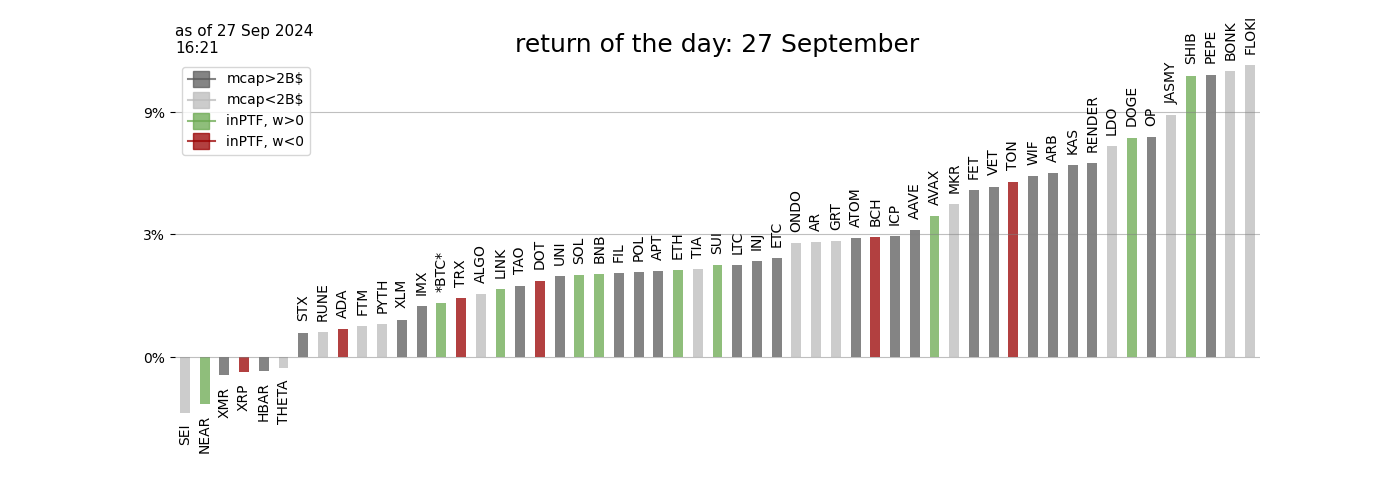 as of 27 Sep 2024
16:21
return of the day: 27 September
mcap>2B$
mcap<2B$
inPTF, w>0
inPTF, w<0
9%
3%
0%
SEI
NEAR
XMR
XRP
HBAR
THETA
STX
RUNE
ADA
FTM
PYTH
XLM
IMX
*BTC*
TRX
ALGO
LINK
TAO
DOT
UNI
SOL
BNB
FIL
POL
APT
ETH
TIA
SUI
LTC
INJ
ETC
ONDO
AR
GRT
ATOM
BCH
ICP
AAVE
AVAX
MKR
FET
VET
TON
WIF
ARB
KAS
RENDER
LDO
DOGE
OP
JASMY
SHIB
PEPE
BONK
FLOKI